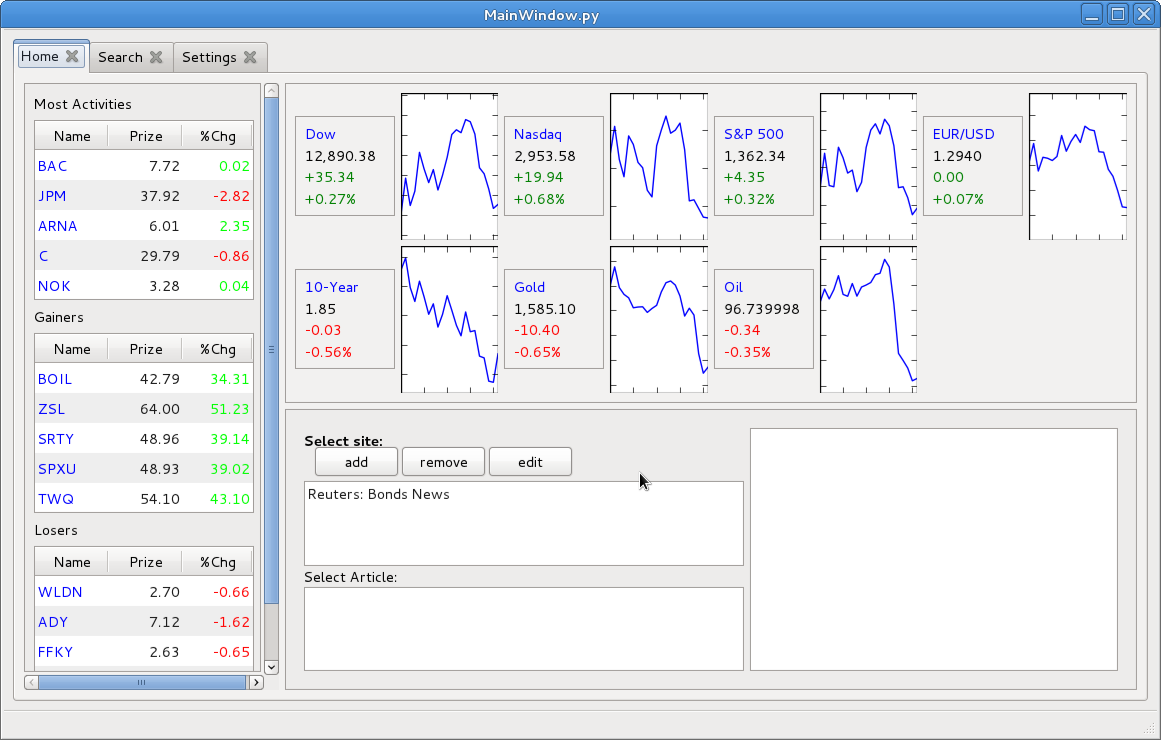 MainWindow.py
Home Search Settings
Most Activities
Name Prize %Chg
BAC 7.72 0.02
JPM 37.92 -2.82
ARNA 6.01 2.35
C 29.79 -0.86
NOK 3.28 0.04
Gainers
Name Prize %Chg
BOIL 42.79 34.31
ZSL 64.00 51.23
SRTY 48.96 39.14
SPXU 48.93 39.02
TWQ 54.10 43.10
Losers
Name Prize %Chg
WLDN 2.70 -0.66
ADY 7.12 -1.62
FFKY 2.63 -0.65
Dow
12,890.38
+35.34
+0.27%
Nasdaq
2,953.58
+19.94
+0.68%
S&P 500
1,362.34
+4.35
+0.32%
EUR/USD
1.2940
0.00
+0.07%
10-Year
1.85
-0.03
-0.56%
Gold
1,585.10
-10.40
-0.65%
Oil
96.739998
-0.34
-0.35%
Select site:
add remove edit
Reuters: Bonds News
Select Article: